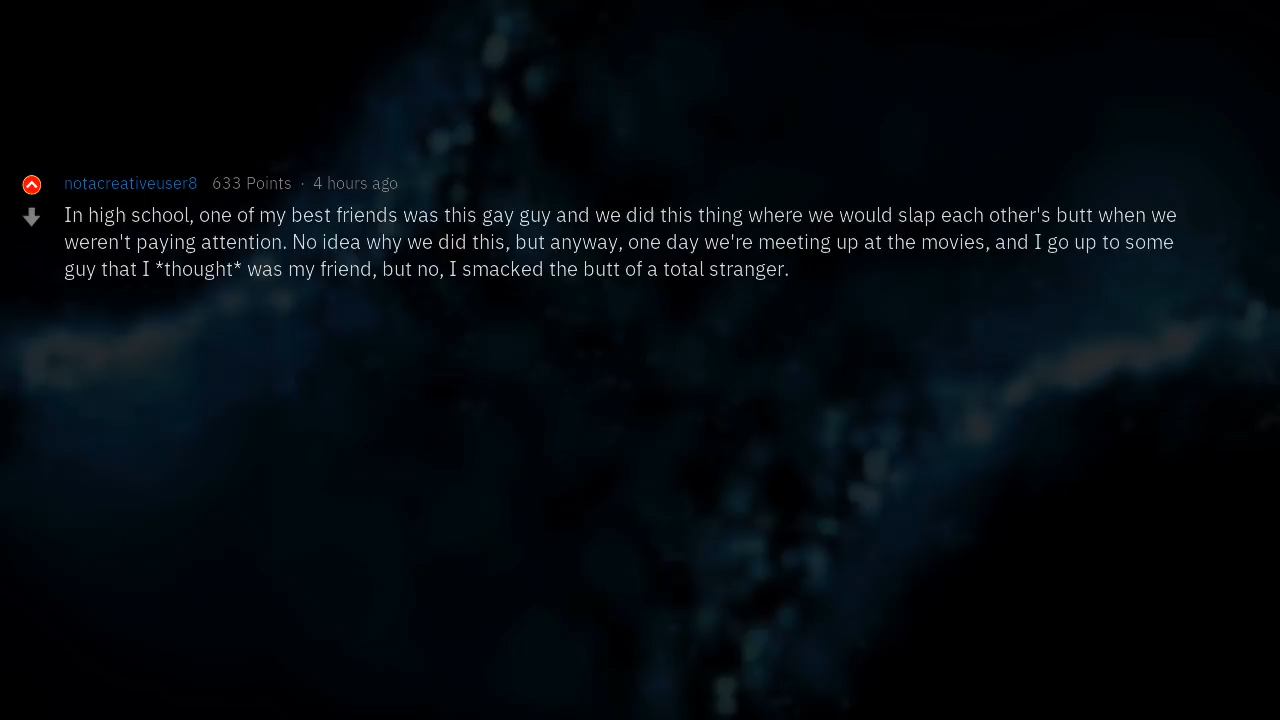 notacreativeuser8 633 Points · 4 hours ago
In high school, one of my best friends was this gay guy and we did this thing where we would slap each other's butt when we
weren't paying attention. No idea why we did this, but anyway, one day we're meeting up at the movies, and I go up to some
guy that I *thought* was my friend, but no, I smacked the butt of a total stranger.